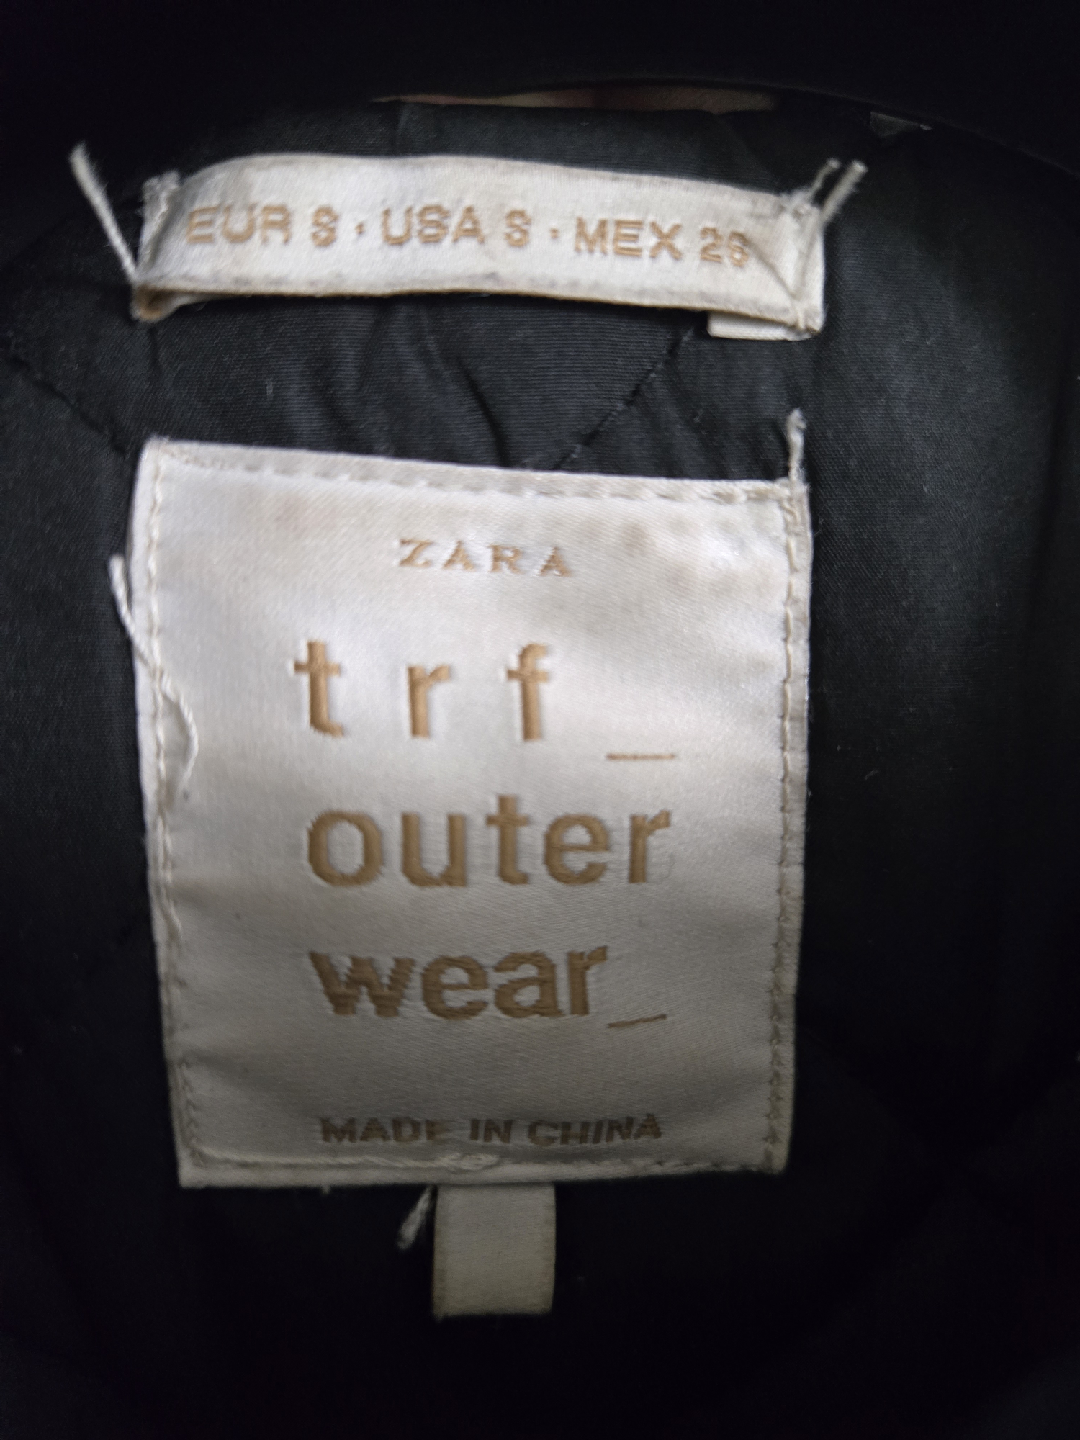 EUR S · USA S · MEX 26
ZARA
trf_
outer
wear_
MADE IN CHINA